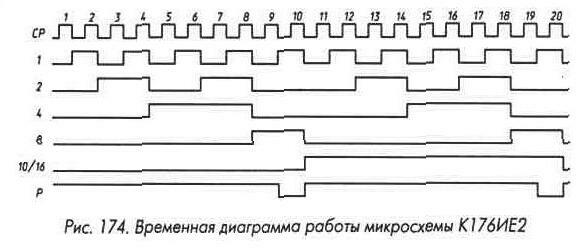 1 2 3 4 5 6 7 8 9 10 11 12 13 14 15 16 17 18 19 20
CP
1
2
4
8
10/16
P
Рис. 174. Временная диаграмма работы микросхемы К176ИЕ2